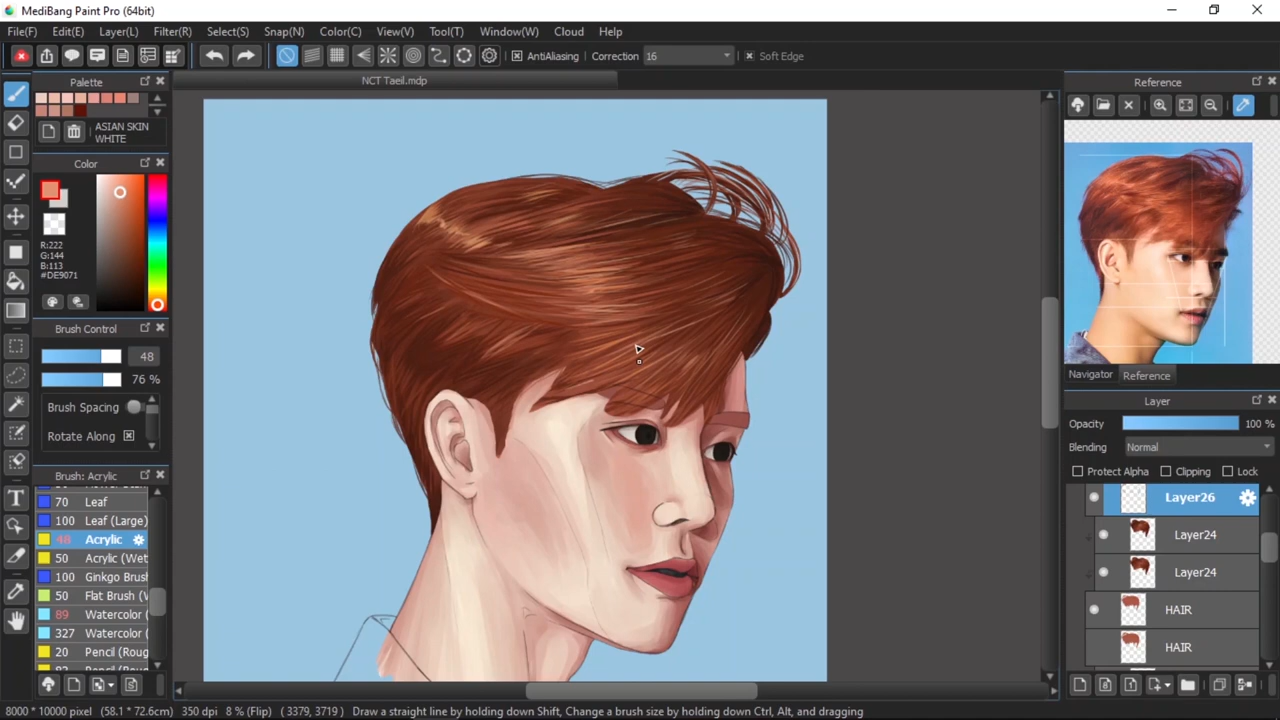 MediBang Paint Pro (64bit)
File(F) Edit(E) Layer(L) Filter(R) Select(S) Snap(N) Color(C) View(V) Tool(T) Window(W) Cloud Help
AntiAliasing Correction 16 Soft Edge
NCT Taeil.mdp
Palette
ASIAN SKIN
WHITE
Color
R:222
G:144
B:113
#DE9071
Brush Control
48
76 %
Brush Spacing
Rotate Along
Brush: Acrylic
70 Leaf
100 Leaf (Large)
48 Acrylic
50 Acrylic (Wet
100 Ginkgo Brus
50 Flat Brush (W
89 Watercolor (
327 Watercolor (
20 Pencil (Roug
Reference
Navigator Reference
Layer
Opacity 100 %
Blending Normal
Protect Alpha Clipping Lock
Layer26
Layer24
Layer24
HAIR
HAIR
8000 * 10000 pixel (58.1 * 72.6cm) 350 dpi 8 % (Flip) ( 3379, 3719 ) Draw a straight line by holding down Shift, Change a brush size by holding down Ctrl, Alt, and dragging